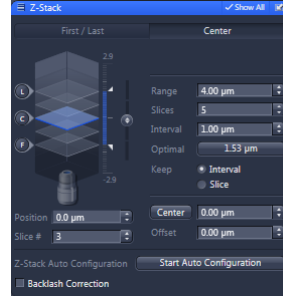 Z-Stack
Show All
First / Last
Center
2.9
L
C
F
-2.9
Range 4.00 µm
Slices 5
Interval 1.00 µm
Optimal 1.53 µm
Keep Interval
Slice
Position 0.0 µm
Slice # 3
Center 0.00 µm
Offset 0.00 µm
Z-Stack Auto Configuration Start Auto Configuration
Backlash Correction